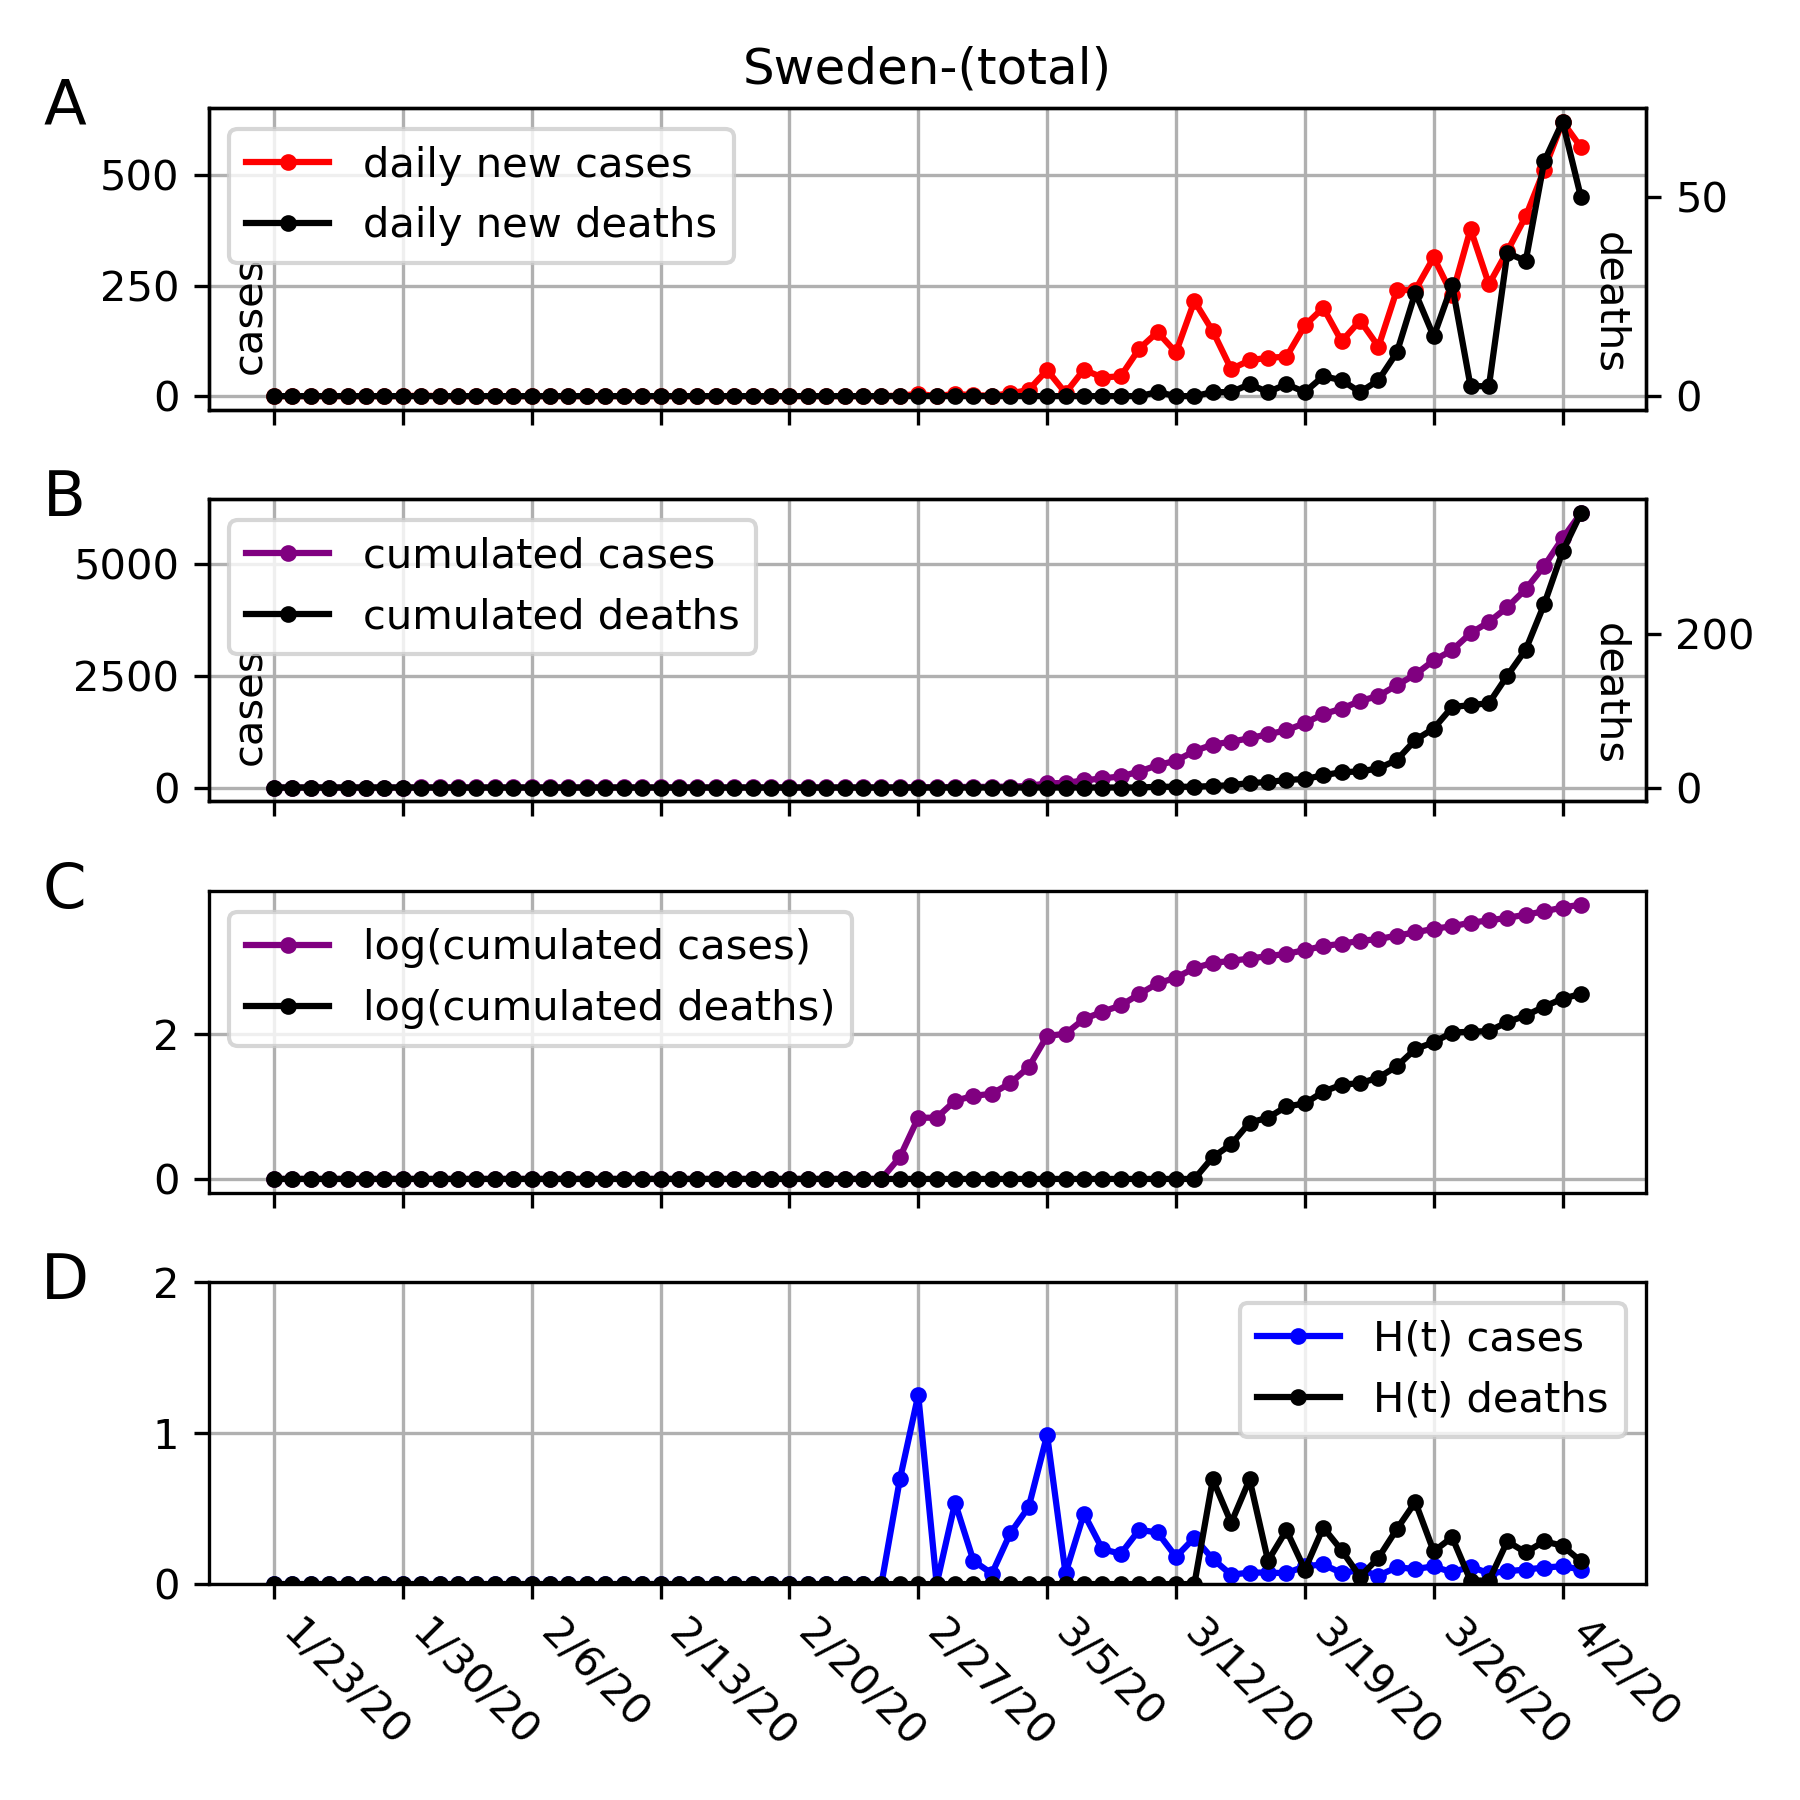 Sweden-(total)
A
daily new cases
daily new deaths
500
250
0
cases
50
0
deaths
B
cumulated cases
cumulated deaths
5000
2500
0
cases
200
0
deaths
C
log(cumulated cases)
log(cumulated deaths)
2
0
D
H(t) cases
H(t) deaths
2
1
0
1/23/20
1/30/20
2/6/20
2/13/20
2/20/20
2/27/20
3/5/20
3/12/20
3/19/20
3/26/20
4/2/20